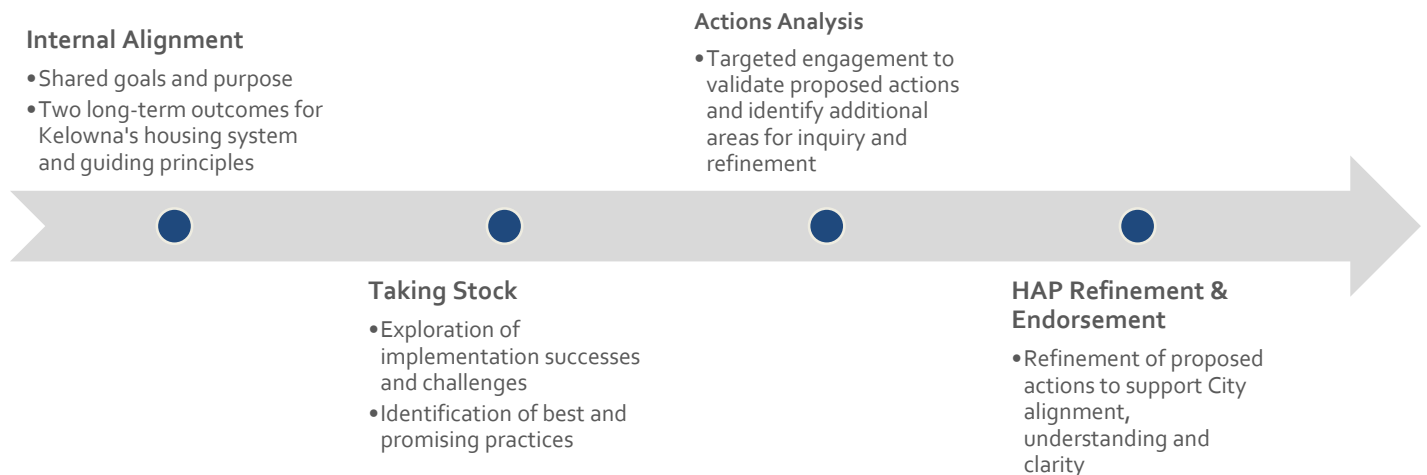 Internal Alignment
•Shared goals and purpose
•Two long-term outcomes for
Kelowna's housing system
and guiding principles
Taking Stock
•Exploration of
implementation successes
and challenges
•Identification of best and
promising practices
Actions Analysis
•Targeted engagement to
validate proposed actions
and identify additional
areas for inquiry and
refinement
HAP Refinement &
Endorsement
•Refinement of proposed
actions to support City
alignment,
understanding and
clarity